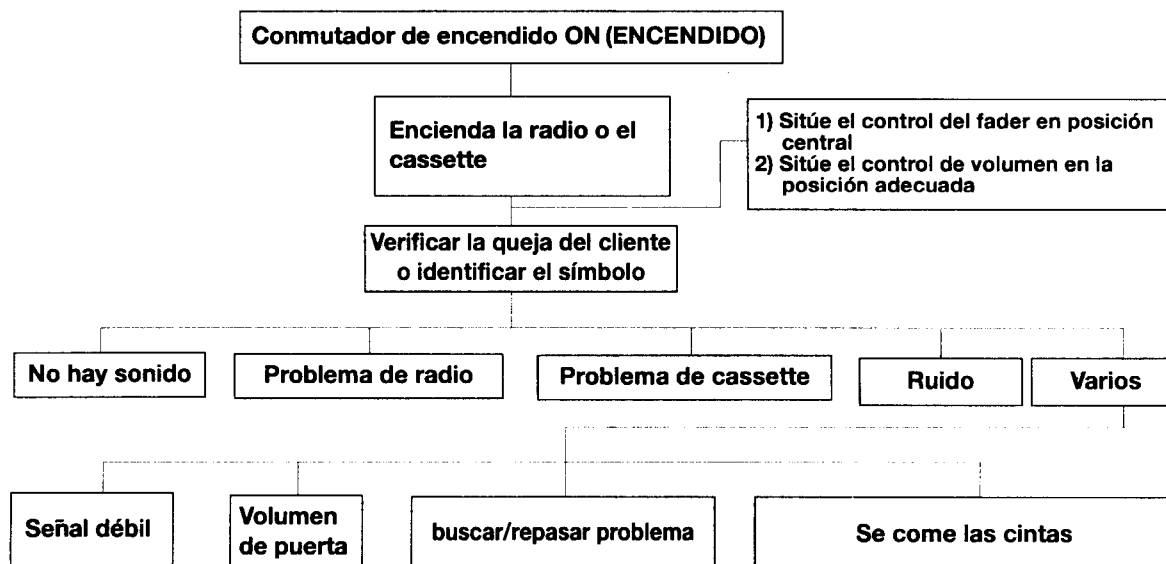 Conmutador de encendido ON (ENCENDIDO)
Encienda la radio o el
cassette
1) Sitúe el control del fader en posición
central
2) Sitúe el control de volumen en la
posición adecuada
Verificar la queja del cliente
o identificar el símbolo
No hay sonido
Problema de radio
Problema de cassette
Ruido
Varios
Señal débil
Volumen
de puerta
buscar/repasar problema
Se come las cintas